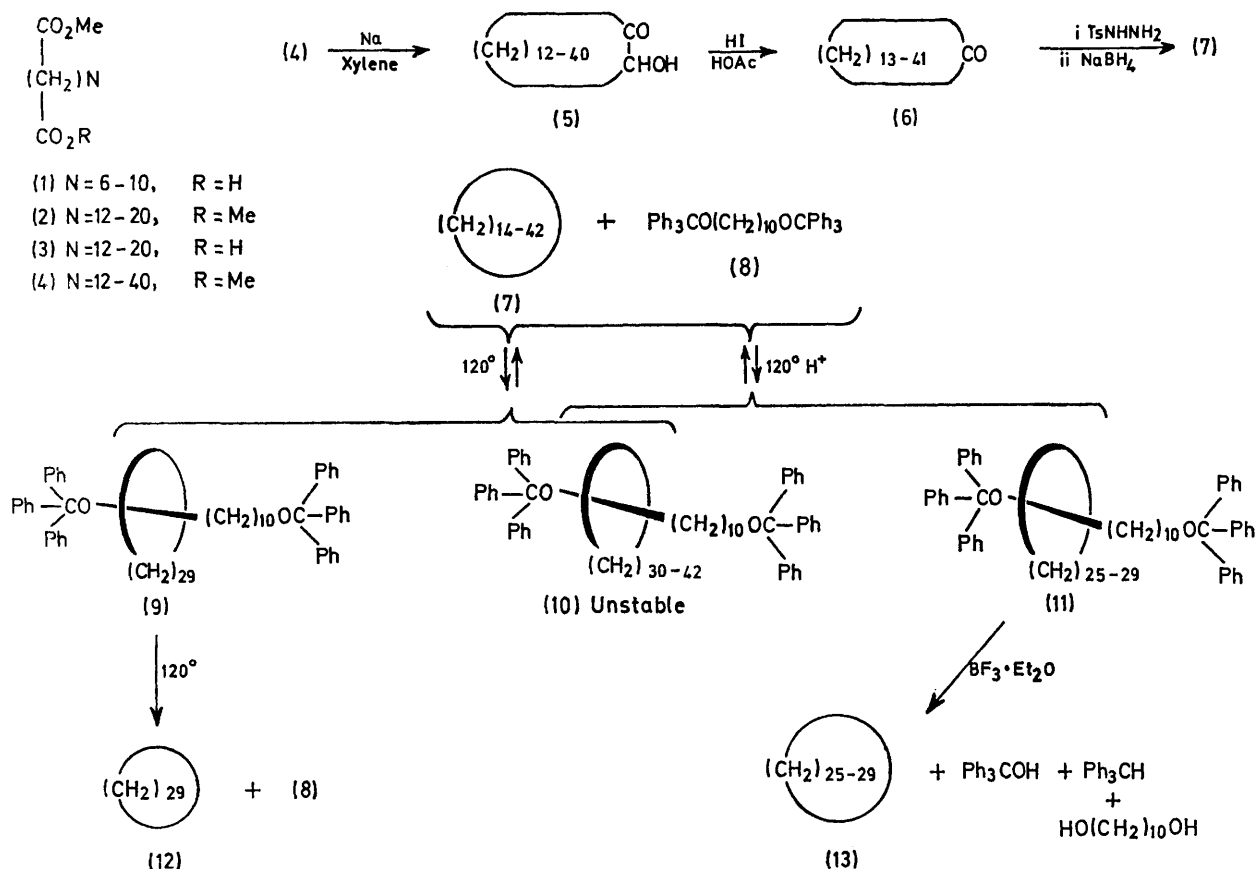 CO₂Me
(CH₂)N
CO₂R
(1) N = 6 – 10, R = H
(2) N = 12 – 20, R = Me
(3) N = 12 – 20, R = H
(4) N = 12 – 40, R = Me
(4) Na Xylene
(CH₂)12–40 CO CHOH
(5)
HI HOAc
(CH₂)13–41 CO
(6)
i TsNHNH₂
ii NaBH₄
(7)
(CH₂)14–42 + Ph₃CO(CH₂)₁₀OCPh₃
(7) (8)
120° 120° H⁺
Ph Ph Ph CO (CH₂)₁₀OC Ph Ph Ph
(CH₂)29
(9)
Ph Ph Ph CO (CH₂)₁₀OC Ph Ph Ph
(CH₂)30–42
(10) Unstable
Ph Ph Ph CO (CH₂)₁₀OC Ph Ph Ph
(CH₂)25–29
(11)
120°
BF₃·Et₂O
(CH₂)29 + (8)
(12)
(CH₂)25–29 + Ph₃COH + Ph₃CH
+
HO(CH₂)₁₀OH
(13)